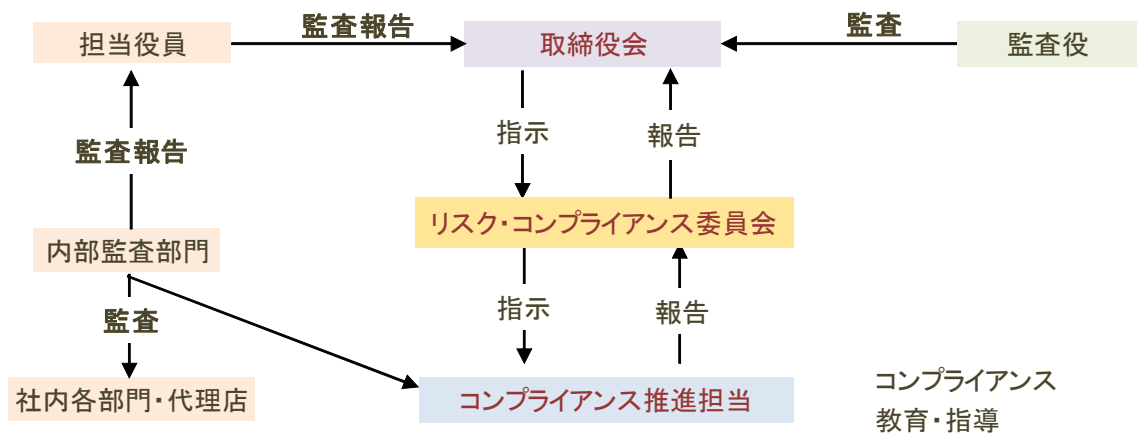 担当役員
監査報告
取締役会
監査
監査役
監査報告
指示
報告
リスク・コンプライアンス委員会
内部監査部門
監査
指示
報告
社内各部門・代理店
コンプライアンス推進担当
コンプライアンス
教育・指導